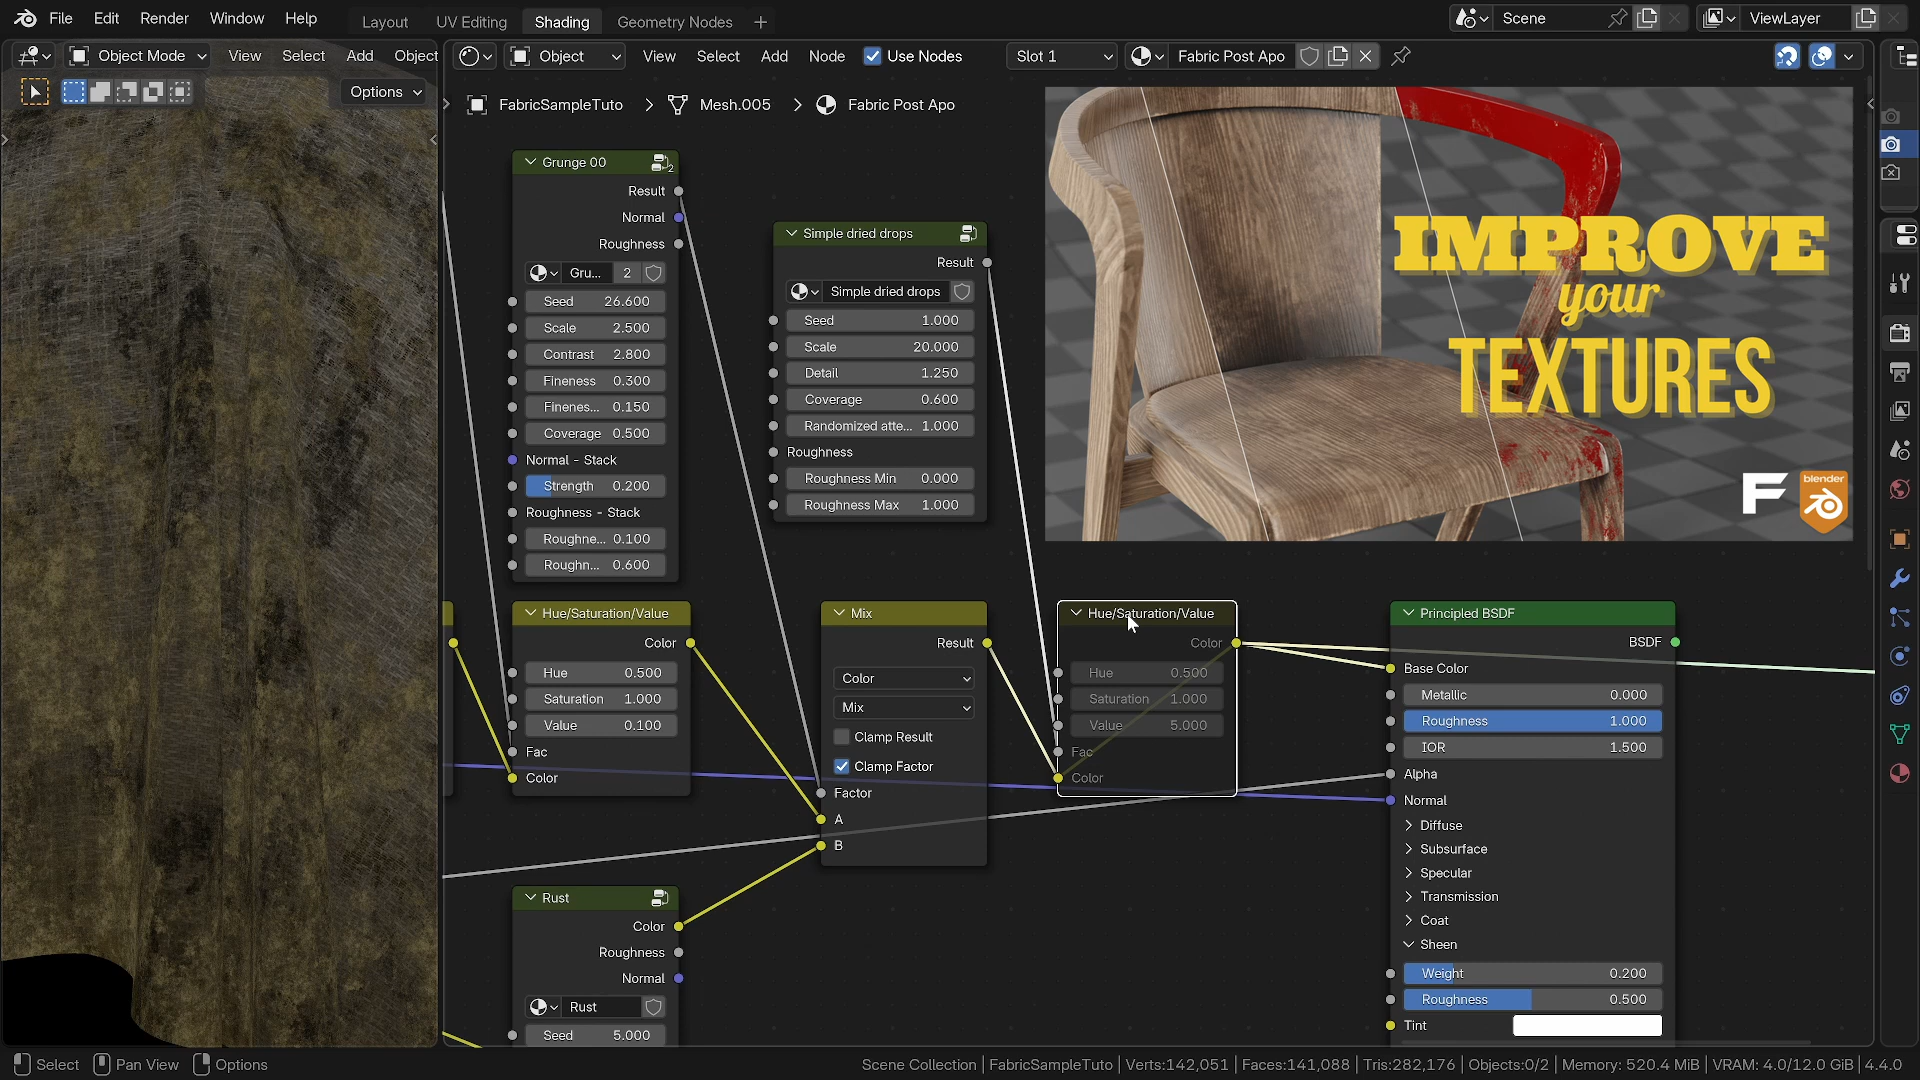 File Edit Render Window Help Layout UV Editing Shading Geometry Nodes + Scene ViewLayer
Object Mode View Select Add Object Object View Select Add Node Use Nodes Slot 1 Fabric Post Apo
Options
FabricSampleTuto > Mesh.005 > Fabric Post Apo
Grunge 00
2
Result
Normal
Roughness
Gru... 2
Seed 26.600
Scale 2.500
Contrast 2.800
Fineness 0.300
Finenes... 0.150
Coverage 0.500
Normal - Stack
Strength 0.200
Roughness - Stack
Roughne... 0.100
Roughn... 0.600
Simple dried drops
Result
Simple dried drops
Seed 1.000
Scale 20.000
Detail 1.250
Coverage 0.600
Randomized atte... 1.000
Roughness
Roughness Min 0.000
Roughness Max 1.000
IMPROVE
your
TEXTURES
F
blender
Hue/Saturation/Value
Color
Hue 0.500
Saturation 1.000
Value 0.100
Fac
Color
Mix
Result
Color
Mix
Clamp Result
Clamp Factor
Factor
A
B
Hue/Saturation/Value
Color
Hue 0.500
Saturation 1.000
Value 5.000
Fac
Color
Principled BSDF
BSDF
Base Color
Metallic 0.000
Roughness 1.000
IOR 1.500
Alpha
Normal
Diffuse
Subsurface
Specular
Transmission
Coat
Sheen
Weight 0.200
Roughness 0.500
Tint
Rust
Color
Roughness
Normal
Rust
Seed 5.000
Select Pan View Options Scene Collection | FabricSampleTuto | Verts:142,051 | Faces:141,088 | Tris:282,176 | Objects:0/2 | Memory: 520.4 MiB | VRAM: 4.0/12.0 GiB | 4.4.0